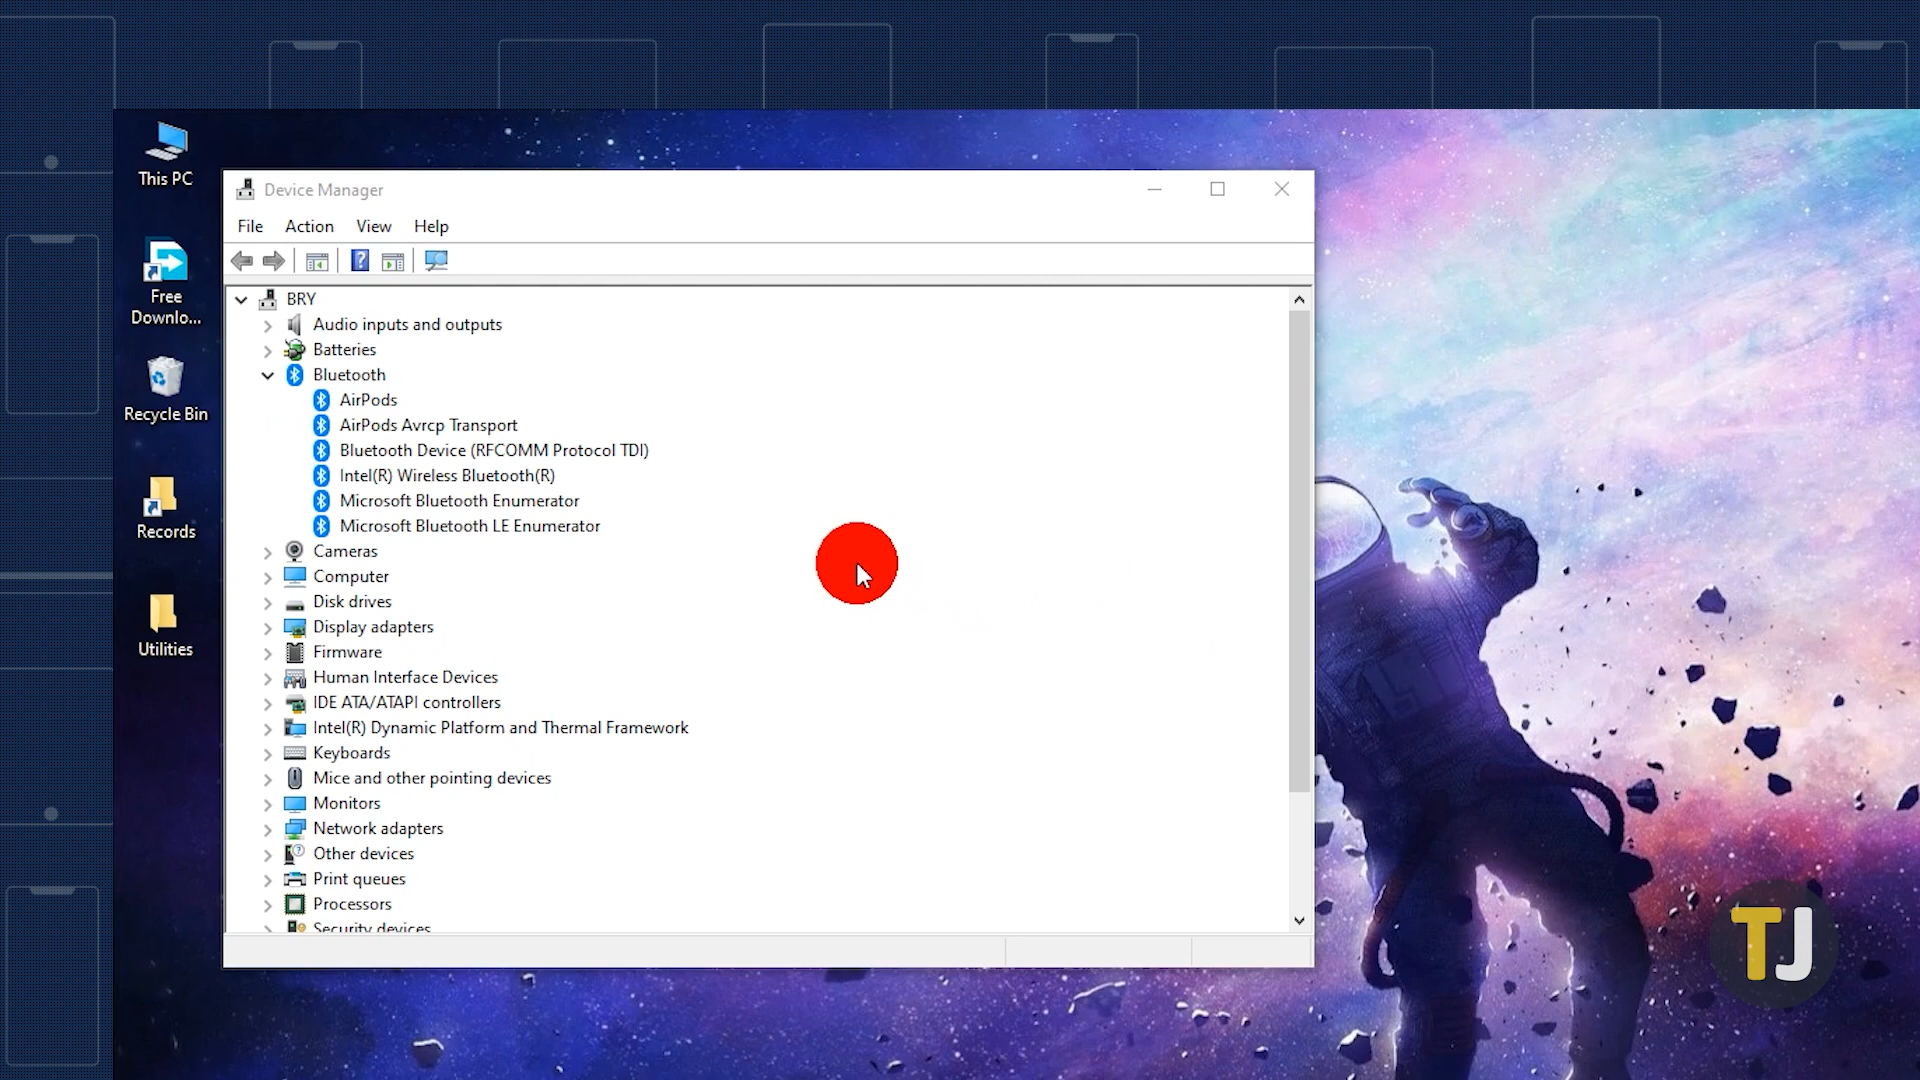 This PC
Free
Downlo...
Recycle Bin
Records
Utilities
Device Manager
File Action View Help
BRY
Audio inputs and outputs
Batteries
Bluetooth
AirPods
AirPods Avrcp Transport
Bluetooth Device (RFCOMM Protocol TDI)
Intel(R) Wireless Bluetooth(R)
Microsoft Bluetooth Enumerator
Microsoft Bluetooth LE Enumerator
Cameras
Computer
Disk drives
Display adapters
Firmware
Human Interface Devices
IDE ATA/ATAPI controllers
Intel(R) Dynamic Platform and Thermal Framework
Keyboards
Mice and other pointing devices
Monitors
Network adapters
Other devices
Print queues
Processors
Security devices
TJ